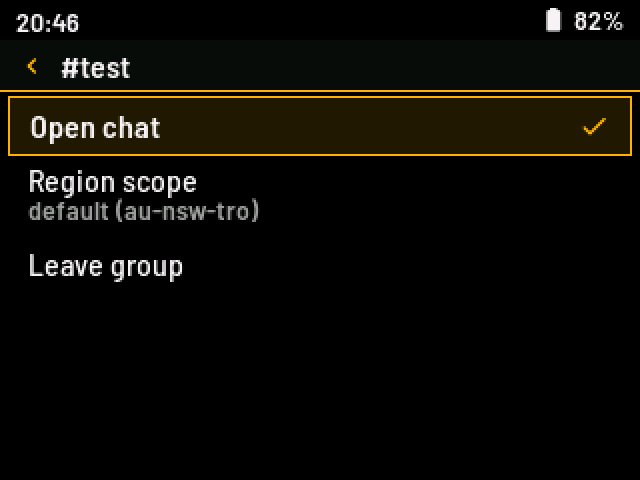 20:46
82%
#test
Open chat
Region scope
default (au-nsw-tro)
Leave group